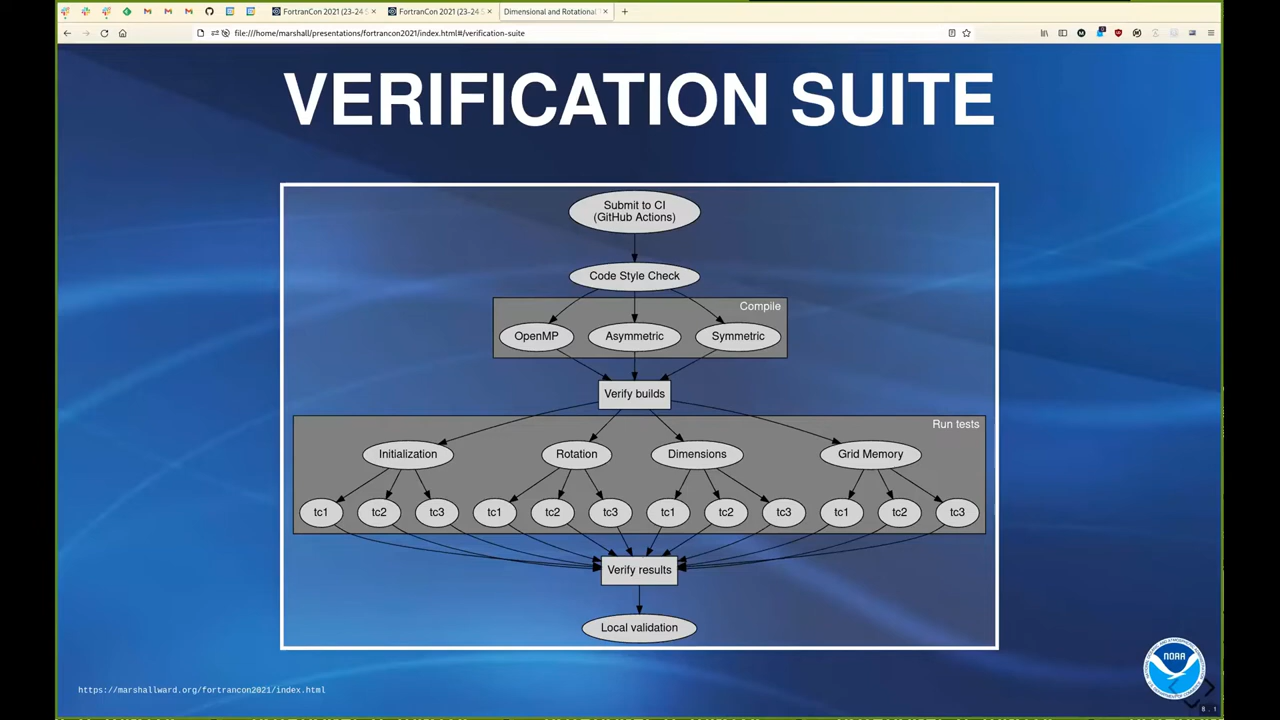 FortranCon 2021 (23-24 S
FortranCon 2021 (23-24 S
Dimensional and Rotational
file:///home/marshall/presentations/fortrancon2021/index.html#/verification-suite
VERIFICATION SUITE
Submit to CI
(GitHub Actions)
Code Style Check
Compile
OpenMP
Asymmetric
Symmetric
Verify builds
Run tests
Initialization
Rotation
Dimensions
Grid Memory
tc1
tc2
tc3
tc1
tc2
tc3
tc1
tc2
tc3
tc1
tc2
tc3
Verify results
Local validation
NOAA
https://marshallward.org/fortrancon2021/index.html
8 . 1